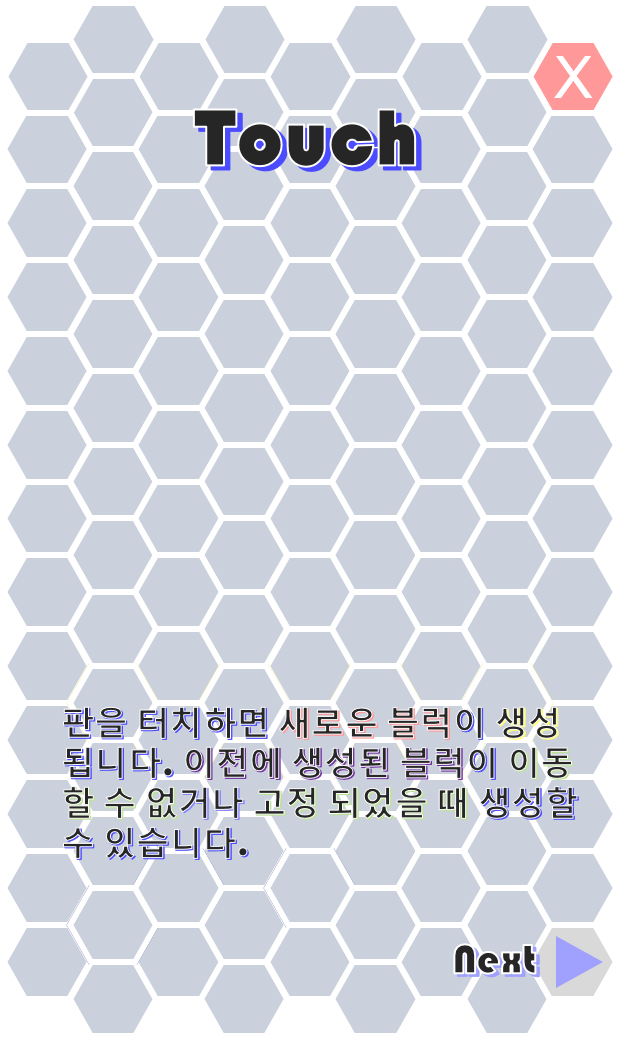 X
Touch
판을 터치하면 새로운 블럭이 생성
됩니다. 이전에 생성된 블럭이 이동
할 수 없거나 고정 되었을 때 생성할
수 있습니다.
Next